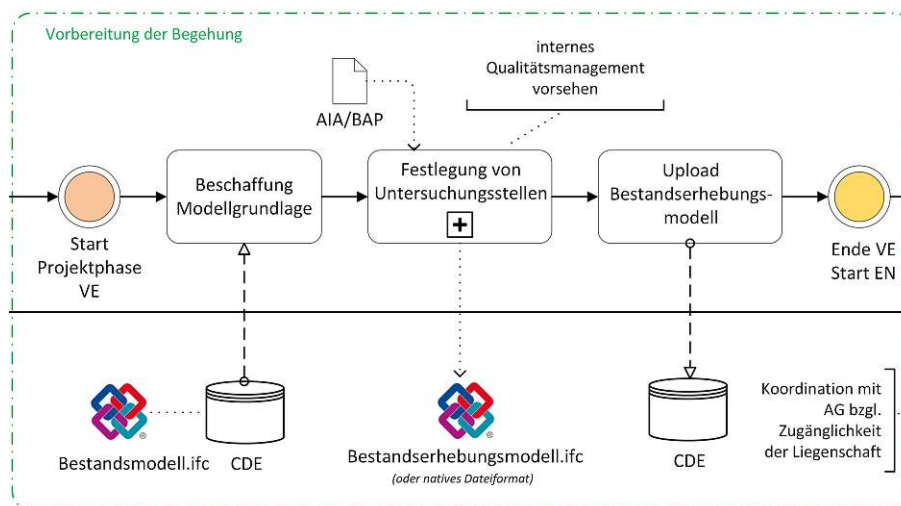 Vorbereitung der Begehung
internes
Qualitätsmanagement
vorsehen
AIA/BAP
Beschaffung
Modellgrundlage
Festlegung von
Untersuchungsstellen
Upload
Bestandserhebungs-
modell
Start
Projektphase
VE
Ende VE
Start EN
Bestandsmodell.ifc
CDE
Bestandserhebungsmodell.ifc
(oder natives Dateiformat)
CDE
Koordination mit
AG bzgl.
Zugänglichkeit
der Liegenschaft